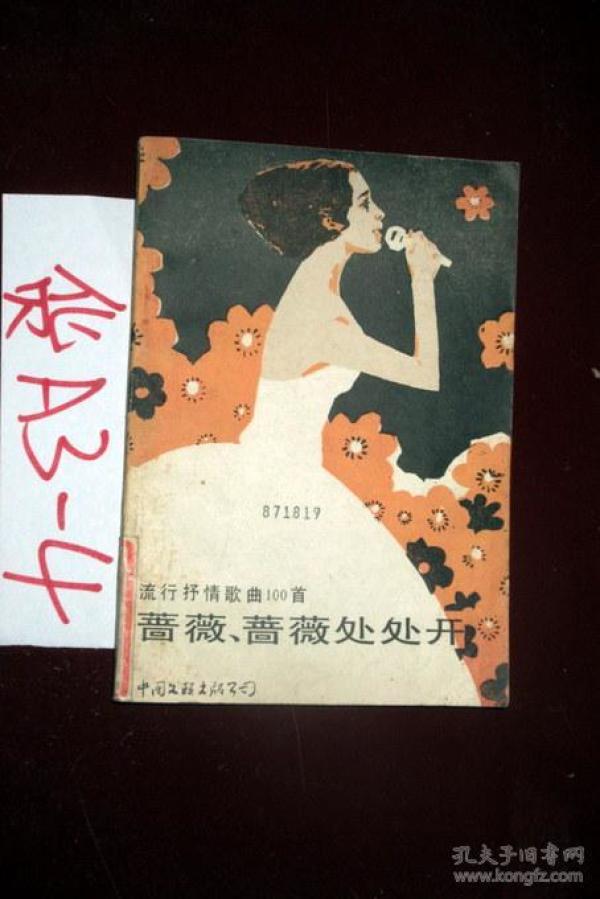 余A3-4
871819
流行抒情歌曲100首
蔷薇、蔷薇处处开
中国文联出版公司
孔夫子旧书网
www.kongfz.com